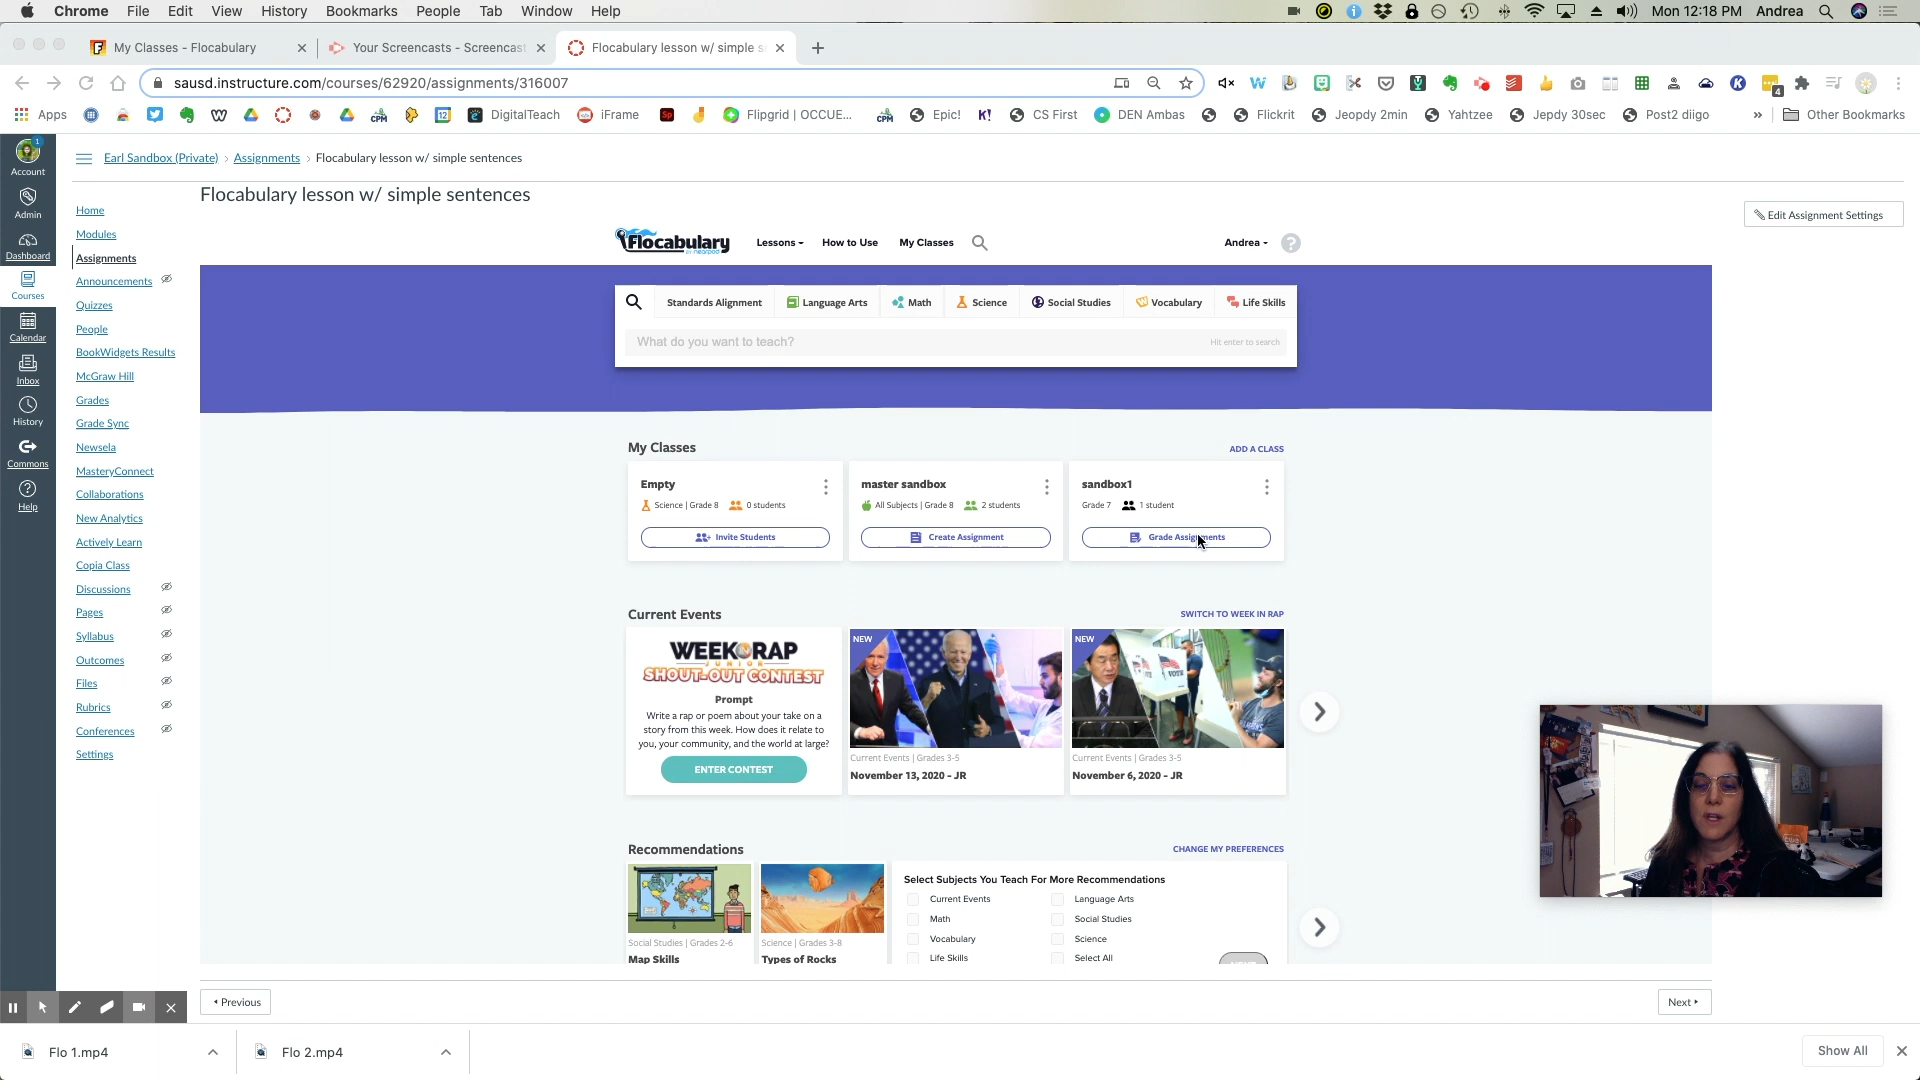 Chrome File Edit View History Bookmarks People Tab Window Help Mon 12:18 PM Andrea
My Classes - Flocabulary
Your Screencasts - Screencast
Flocabulary lesson w/ simple s
sausd.instructure.com/courses/62920/assignments/316007
4
Apps
W
12
CPM
DigitalTeach
iFrame
Sp
Flipgrid | OCCUE...
CPM
Epic!
K!
CS First
DEN Ambas
Flickrit
Jeopdy 2min
Yahtzee
Jepdy 30sec
Post2 diigo
»
Other Bookmarks
1
Account
Admin
Dashboard
Courses
Calendar
Inbox
History
Commons
Help
Earl Sandbox (Private) › Assignments › Flocabulary lesson w/ simple sentences
Home
Modules
Assignments
Announcements
Quizzes
People
BookWidgets Results
McGraw Hill
Grades
Grade Sync
Newsela
MasteryConnect
Collaborations
New Analytics
Actively Learn
Copia Class
Discussions
Pages
Syllabus
Outcomes
Files
Rubrics
Conferences
Settings
Flocabulary lesson w/ simple sentences
Edit Assignment Settings
Flocabulary
by nearpod
Lessons
How to Use
My Classes
Andrea
?
Standards Alignment
Language Arts
Math
Science
Social Studies
Vocabulary
Life Skills
What do you want to teach?
Hit enter to search
My Classes
ADD A CLASS
Empty
Science | Grade 8
0 students
Invite Students
master sandbox
All Subjects | Grade 8
2 students
Create Assignment
sandbox1
Grade 7
1 student
Grade Assignments
Current Events
SWITCH TO WEEK IN RAP
WEEK RAP
JUNIOR
SHOUT-OUT CONTEST
Prompt
Write a rap or poem about your take on a
story from this week. How does it relate to
you, your community, and the world at large?
ENTER CONTEST
NEW
Current Events | Grades 3-5
November 13, 2020 - JR
NEW
VOTE
Current Events | Grades 3-5
November 6, 2020 - JR
Recommendations
CHANGE MY PREFERENCES
Social Studies | Grades 2-6
Map Skills
Science | Grades 3-8
Types of Rocks
Select Subjects You Teach For More Recommendations
Current Events
Language Arts
Math
Social Studies
Vocabulary
Science
Life Skills
Select All
Previous
Next
Flo 1.mp4
Flo 2.mp4
Show All